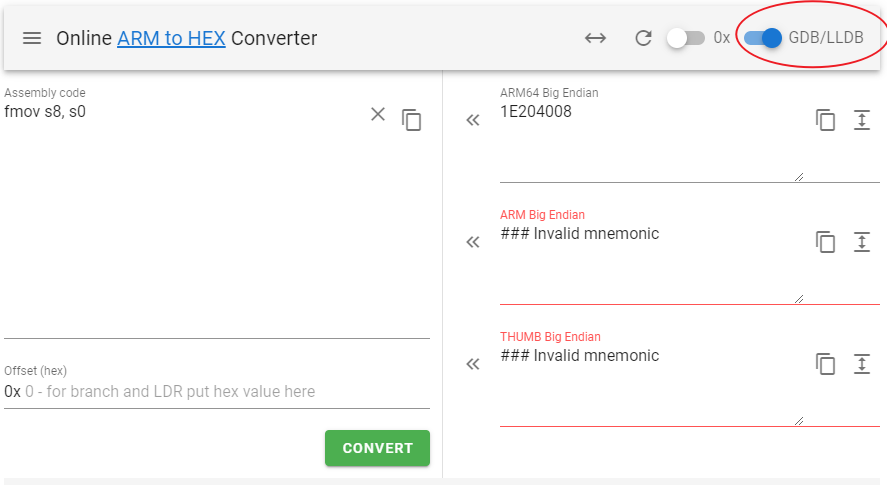 Online ARM to HEX Converter
0x
GDB/LLDB
Assembly code
fmov s8, s0
Offset (hex)
0x 0 - for branch and LDR put hex value here
CONVERT
ARM64 Big Endian
1E204008
ARM Big Endian
### Invalid mnemonic
THUMB Big Endian
### Invalid mnemonic